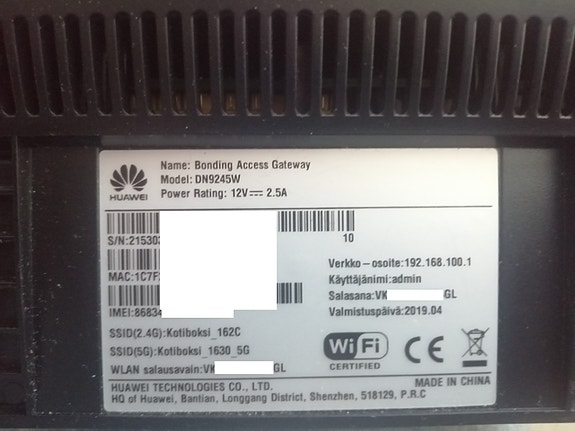 HUAWEI
Name: Bonding Access Gateway
Model: DN9245W
Power Rating: 12V⎓ 2.5A
S/N:21530
10
MAC:1C7F
IMEI:8683
Verkko-osoite:192.168.100.1
Käyttäjänimi:admin
Salasana:VK GL
Valmistuspäivä:2019.04
SSID(2.4G):Kotiboksi_162C
SSID(5G):Kotiboksi_1630_5G
WLAN salausavain:VK GL
Wi Fi
CERTIFIED
CE
HUAWEI TECHNOLOGIES CO., LTD.
MADE IN CHINA
HQ of Huawei, Bantian, Longgang District, Shenzhen, 518129, P.R.C